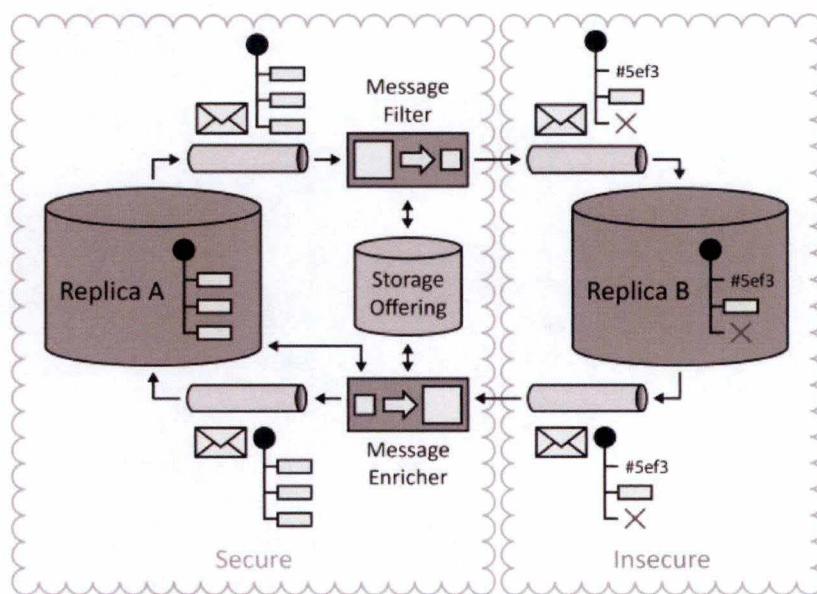 #5ef3
Message
Filter
Replica A
Storage
Offering
Replica B
#5ef3
Message
Enricher
#5ef3
Secure
Insecure